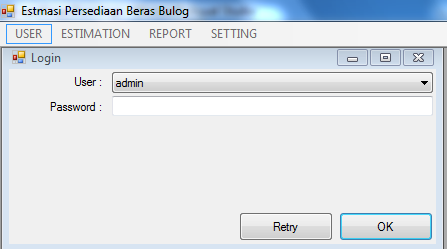 Estmasi Persediaan Beras Bulog
USER ESTIMATION REPORT SETTING
Login
User : admin
Password :
Retry OK